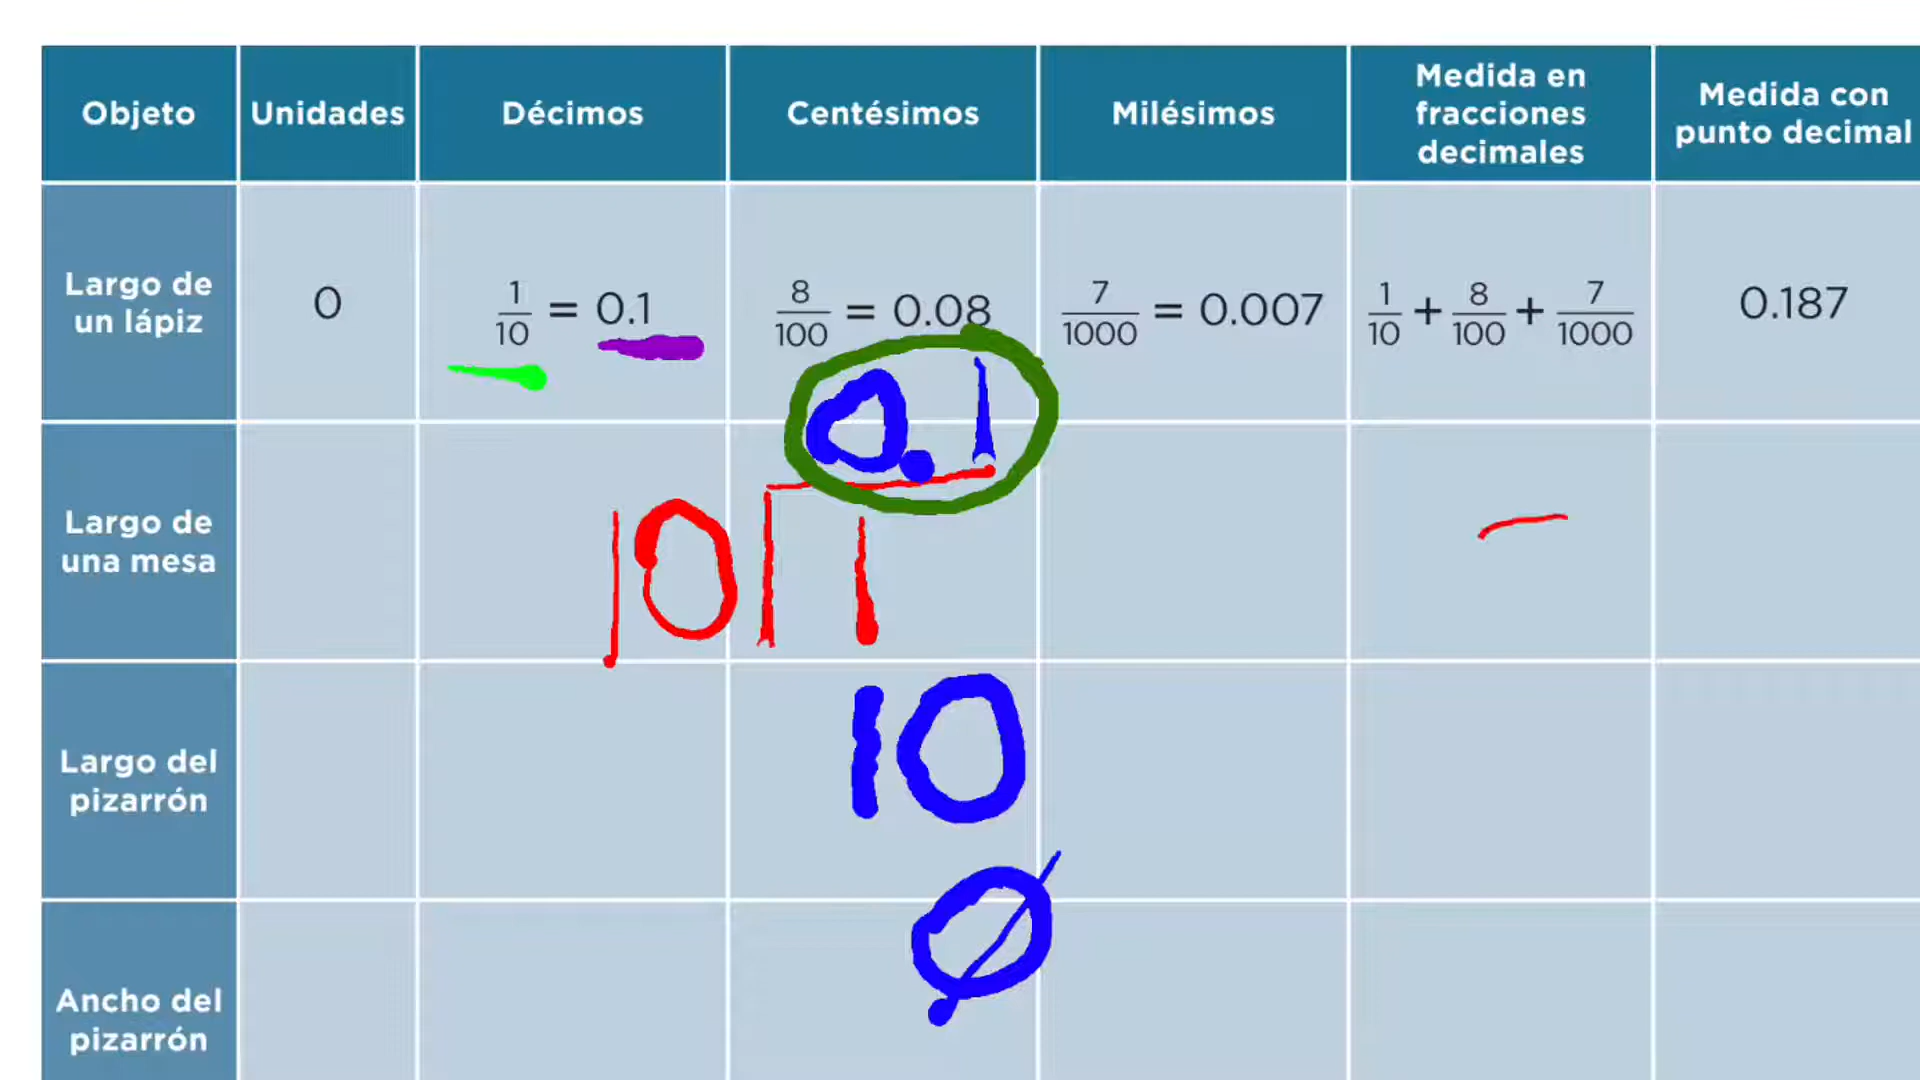 Objeto Unidades Décimos Centésimos Milésimos Medida en fracciones decimales Medida con punto decimal
Largo de un lápiz 0 1/10 = 0.1 8/100 = 0.08 7/1000 = 0.007 1/10 + 8/100 + 7/1000 0.187
0.1
Largo de una mesa 10 1
Largo del pizarrón 10
0
Ancho del pizarrón